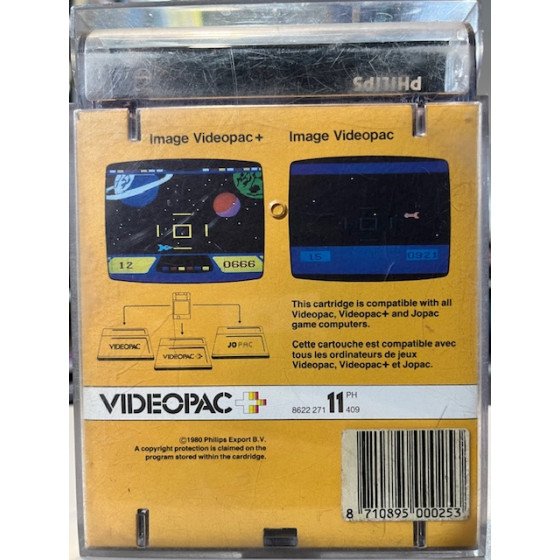 PHILIPS
Image Videopac +
Image Videopac
12
0666
15
0921
VIDEOPAC
VIDEOPAC+
JOPAC
This cartridge is compatible with all
Videopac, Videopac+ and Jopac
game computers.
Cette cartouche est compatible avec
tous les ordinateurs de jeux
Videopac, Videopac+ et Jopac.
VIDEOPAC+
8622 271 11 PH 409
©1980 Philips Export B.V.
A copyright protection is claimed on the
program stored within the cardridge.
8 710895 000253